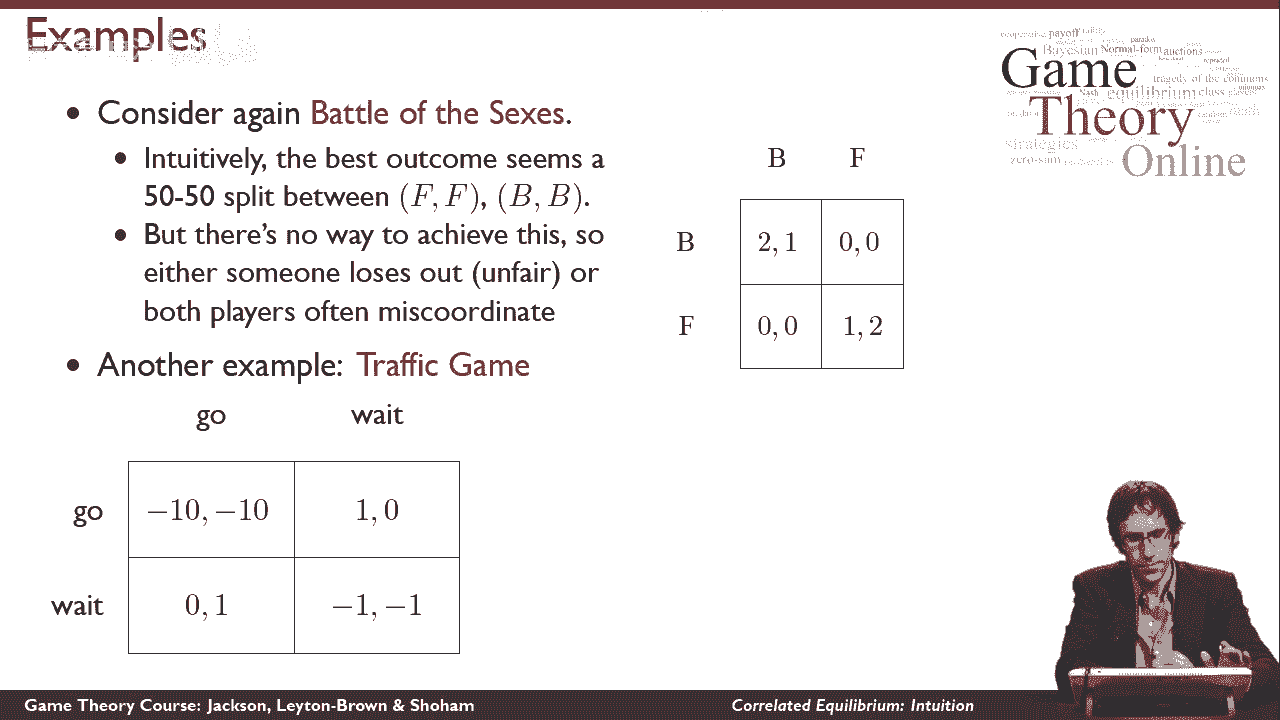 Examples
• Consider again Battle of the Sexes.
• Intuitively, the best outcome seems a
50-50 split between (F, F), (B, B).
• But there's no way to achieve this, so
either someone loses out (unfair) or
both players often miscoordinate
• Another example: Traffic Game
go wait
go −10, −10 1, 0
wait 0, 1 −1, −1
B F
B 2, 1 0, 0
F 0, 0 1, 2
cooperative payoff
Bayesian Normal-form auctions
Game
tragedy of the commons
Nash equilibrium
Theory
strategies
zero-sum
Online
Game Theory Course: Jackson, Leyton-Brown & Shoham
Correlated Equilibrium: Intuition